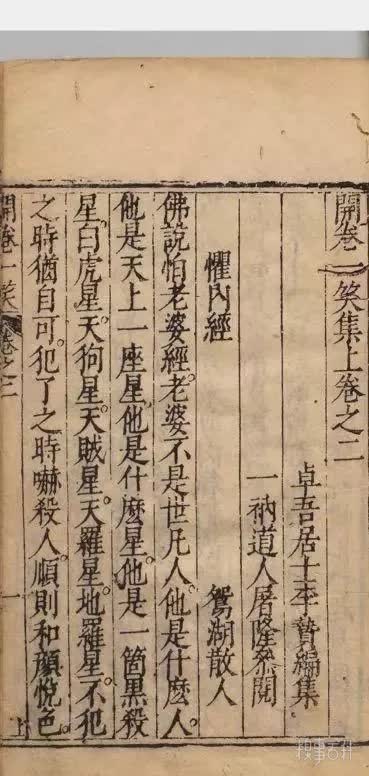 開卷一笑集上卷之二
卓吾居士李贄編集
一衲道人屠隆叅閱
懼內經
鴛湖散人
佛說怕老婆經。老婆不是世凡人。他是什麼人。
他是天上一座星。他是什麼星。他是一箇黑殺
星。白虎星。天狗星。天賊星。天羅星。地羅星。不犯
之時猶自可。犯了之時嚇殺人。順則和顏悅色。
開卷一笑 卷之二 一 上